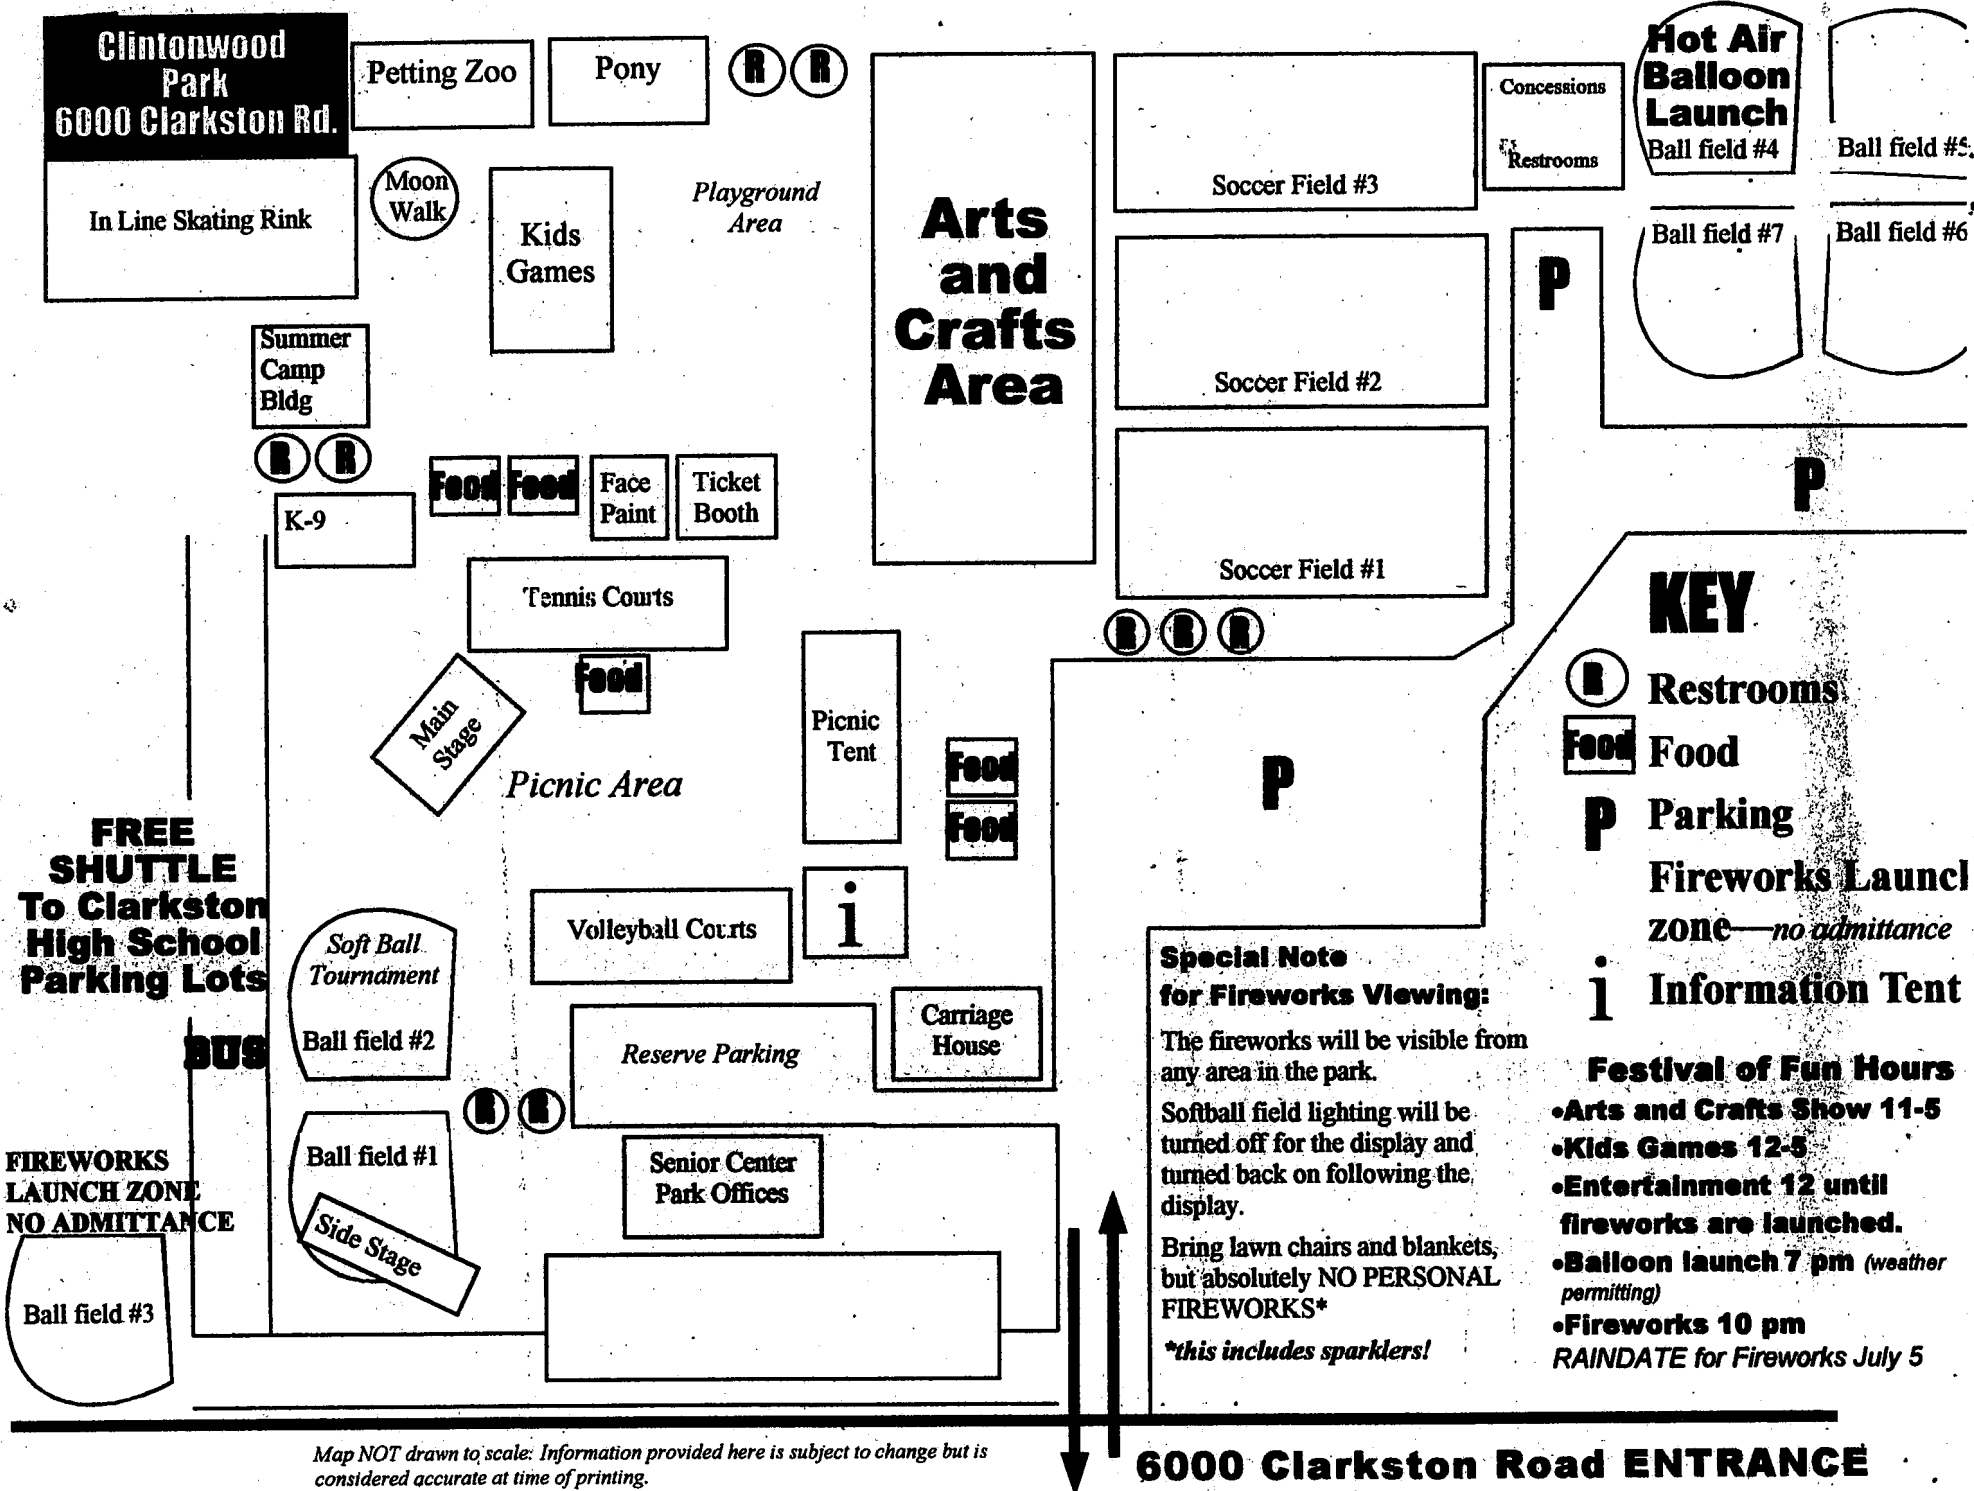 Clintonwood
Park
6000 Clarkston Rd.
Petting Zoo
Pony
R R
Hot Air
Balloon
Launch
Ball field #4
Ball field #5
Concessions
Restrooms
Soccer Field #3
In Line Skating Rink
Moon
Walk
Kids
Games
Playground
Area
Arts
and
Crafts
Area
Ball field #7
Ball field #6
P
Soccer Field #2
Summer
Camp
Bldg
R R
K-9
Food Food
Face
Paint
Ticket
Booth
P
Soccer Field #1
R R R
Tennis Courts
Food
Main
Stage
Picnic Area
Picnic
Tent
Food
Food
P
KEY
R Restrooms
Food Food
P Parking
Fireworks Launcl
zone—no admittance
i Information Tent
FREE
SHUTTLE
To Clarkston
High School
Parking Lots
BUS
Soft Ball
Tournament
Ball field #2
Volleyball Courts
i
Carriage
House
Reserve Parking
R R
Ball field #1
Side Stage
Senior Center
Park Offices
FIREWORKS
LAUNCH ZONE
NO ADMITTANCE
Ball field #3
Special Note
for Fireworks Viewing:
The fireworks will be visible from
any area in the park.
Softball field lighting will be
turned off for the display and
turned back on following the
display.
Bring lawn chairs and blankets,
but absolutely NO PERSONAL
FIREWORKS*
*this includes sparklers!
Festival of Fun Hours
•Arts and Crafts Show 11-5
•Kids Games 12-5
•Entertainment 12 until
fireworks are launched.
•Balloon launch 7 pm (weather
permitting)
•Fireworks 10 pm
RAINDATE for Fireworks July 5
Map NOT drawn to scale: Information provided here is subject to change but is
considered accurate at time of printing.
6000 Clarkston Road ENTRANCE